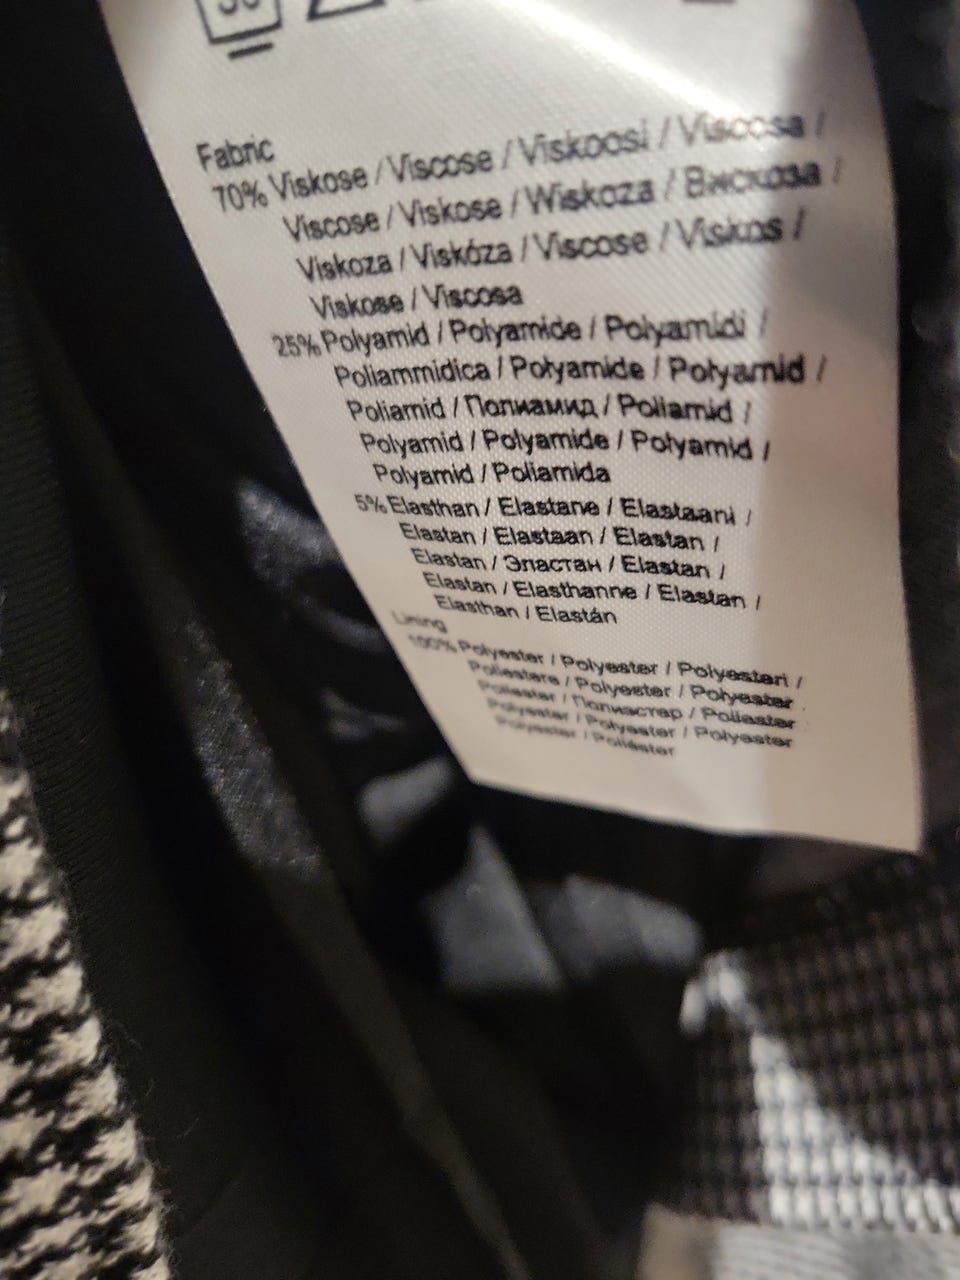 30
Fabric
70% Viskose / Viscose / Viskoosi / Viscosa /
Viscose / Viskose / Wiskoza / Вискоза /
Viskoza / Viskóza / Viscose / Viskos /
Viskose / Viscosa
25% Polyamid / Polyamide / Polyamidi /
Poliammidica / Polyamide / Polyamid /
Poliamid / Полиамид / Poliamid /
Polyamid / Polyamide / Polyamid /
Polyamid / Poliamida
5% Elasthan / Elastane / Elastaani /
Elastan / Elastaan / Elastan /
Elastan / Эластан / Elastan /
Elastan / Elasthanne / Elastan /
Elasthan / Elastán
Lining
100% Polyester / Polyester / Polyesteri /
Poliestere / Polyester / Polyester
Poliester / Полиэстер / Poliester
Polyester / Polyester / Polyester
Polyester / Poliéster